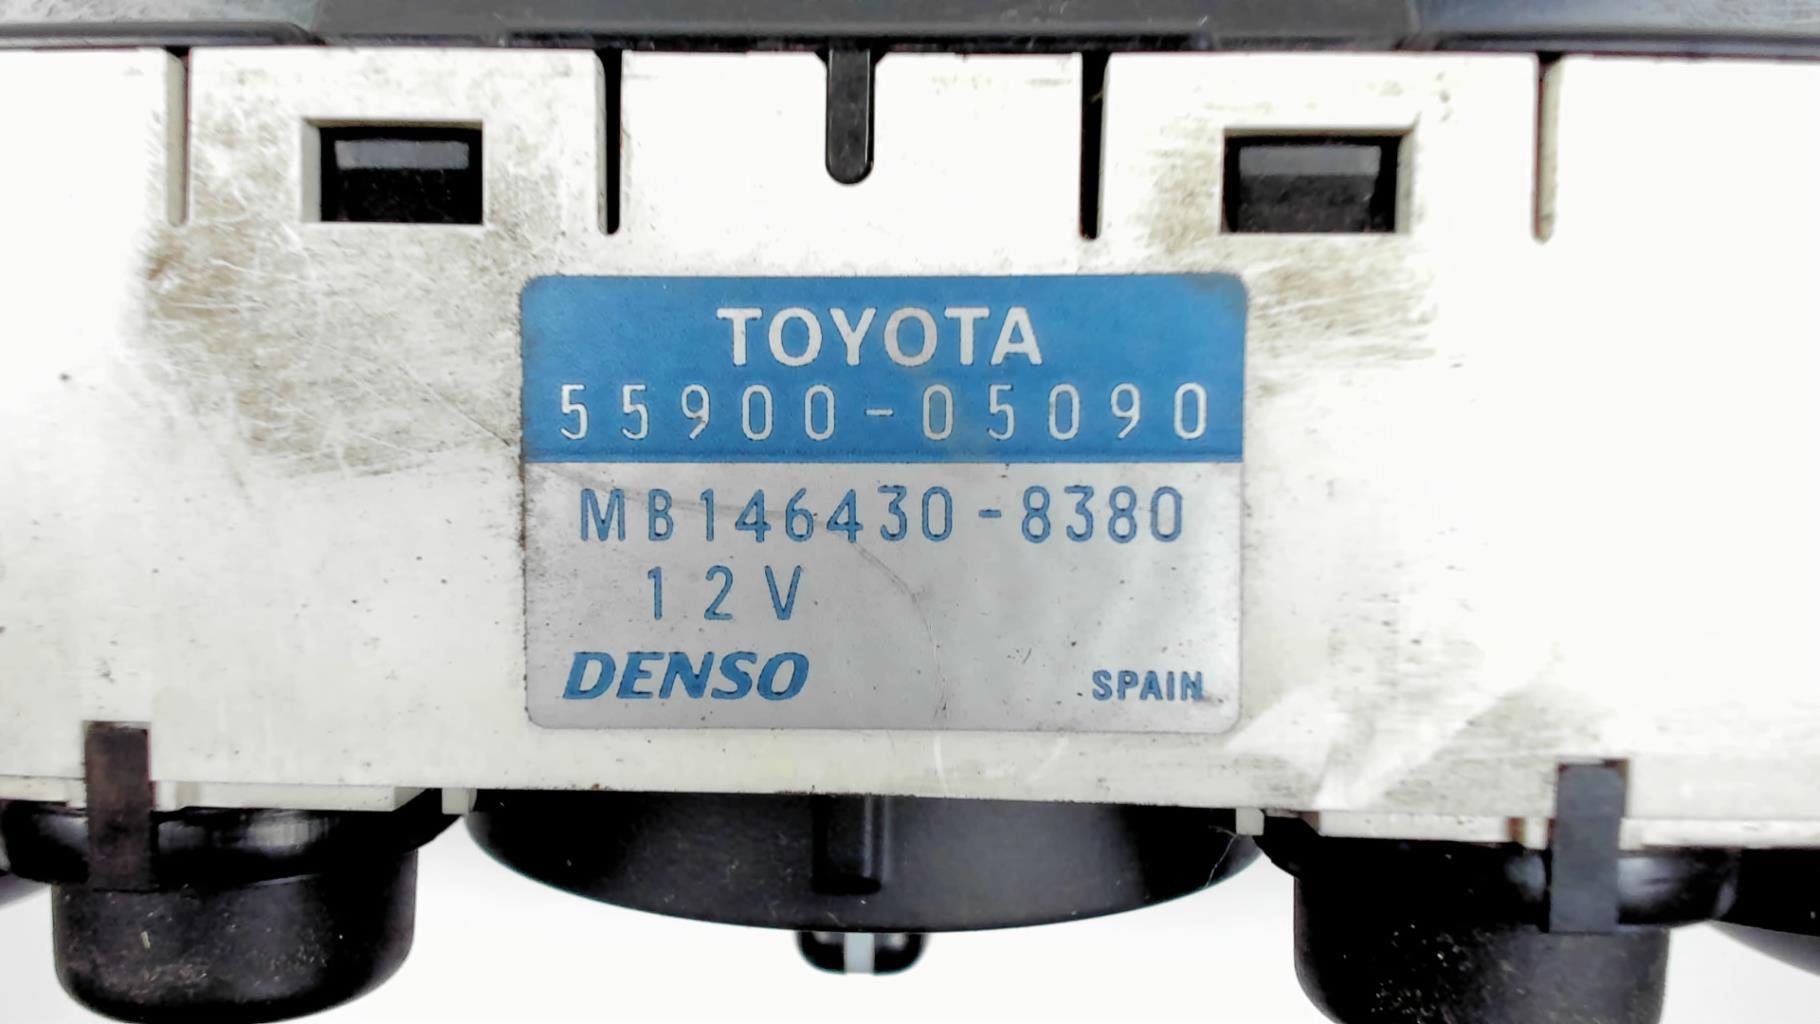 TOYOTA
55900-05090
MB146430-8380
12V
DENSO SPAIN